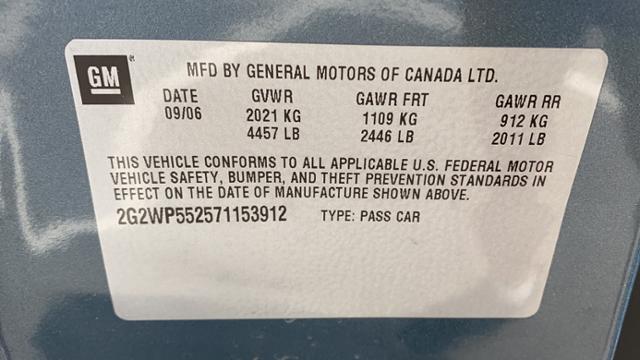 GM
MFD BY GENERAL MOTORS OF CANADA LTD.
DATE GVWR GAWR FRT GAWR RR
09/06 2021 KG 1109 KG 912 KG
4457 LB 2446 LB 2011 LB
THIS VEHICLE CONFORMS TO ALL APPLICABLE U.S. FEDERAL MOTOR
VEHICLE SAFETY, BUMPER, AND THEFT PREVENTION STANDARDS IN
EFFECT ON THE DATE OF MANUFACTURE SHOWN ABOVE.
2G2WP552571153912 TYPE: PASS CAR